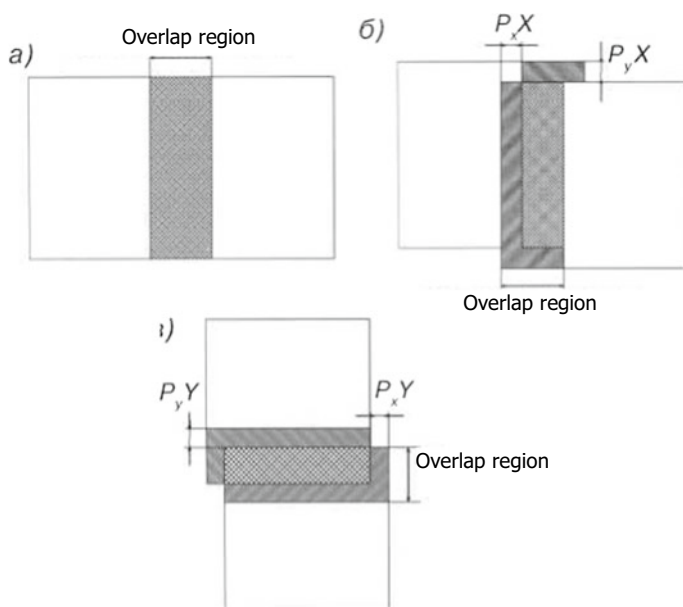 Overlap region
а)
б)
PxX
PyX
Overlap region
в)
PyY
PxY
Overlap region